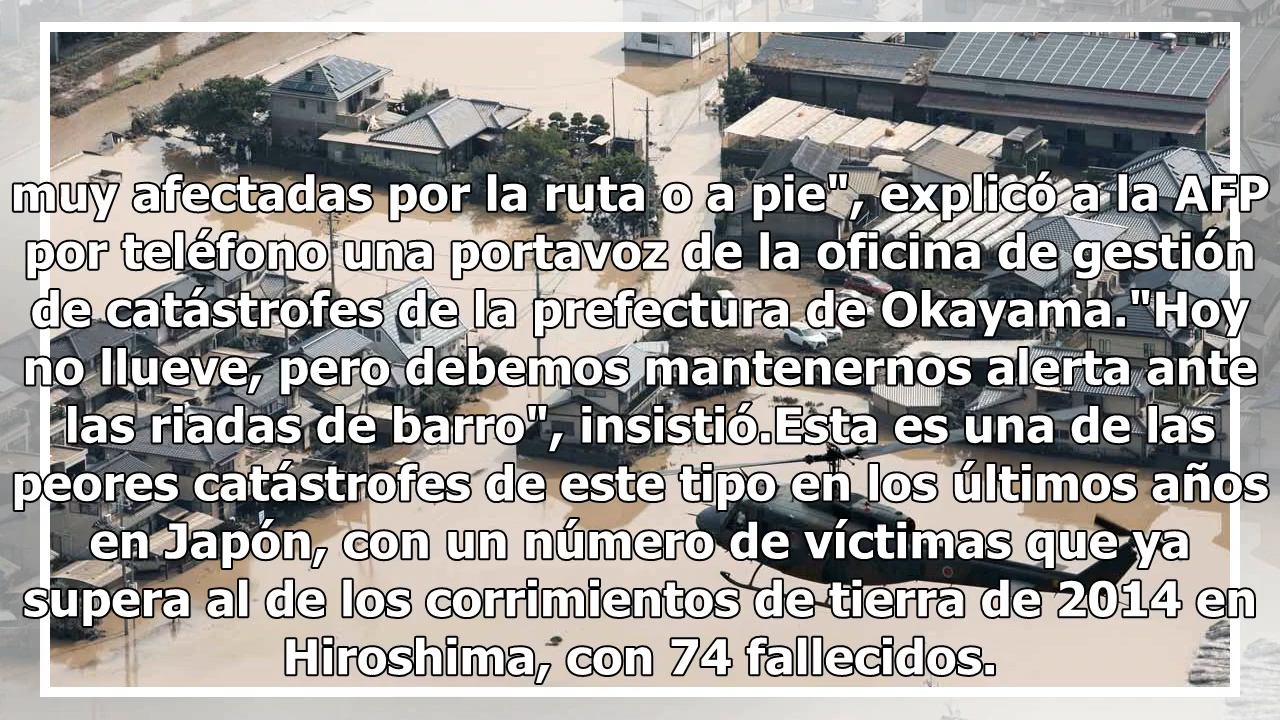 muy afectadas por la ruta o a pie", explicó a la AFP
por teléfono una portavoz de la oficina de gestión
de catástrofes de la prefectura de Okayama."Hoy
no llueve, pero debemos mantenernos alerta ante
las riadas de barro", insistió.Esta es una de las
peores catástrofes de este tipo en los últimos años
en Japón, con un número de víctimas que ya
supera al de los corrimientos de tierra de 2014 en
Hiroshima, con 74 fallecidos.